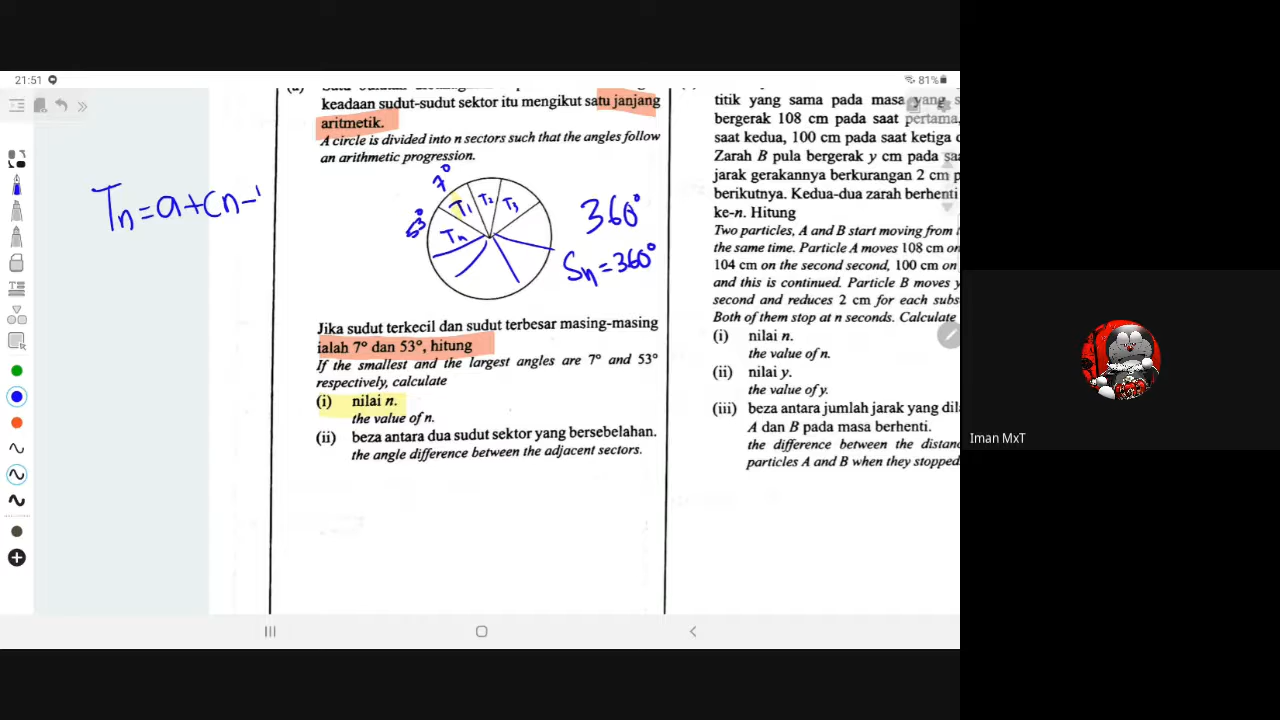 21:51
81%
keadaan sudut-sudut sektor itu mengikut satu janjang
aritmetik.
A circle is divided into n sectors such that the angles follow
an arithmetic progression.
7°
53°
T1 T2 T3
Tn
360°
Sn = 360°
Tn = a + (n - 1
Jika sudut terkecil dan sudut terbesar masing-masing
ialah 7° dan 53°, hitung
If the smallest and the largest angles are 7° and 53°
respectively, calculate
(i) nilai n.
the value of n.
(ii) beza antara dua sudut sektor yang bersebelahan.
the angle difference between the adjacent sectors.
titik yang sama pada masa yang s
bergerak 108 cm pada saat pertama.
saat kedua, 100 cm pada saat ketiga
Zarah B pula bergerak y cm pada sa
jarak gerakannya berkurangan 2 cm p
berikutnya. Kedua-dua zarah berhenti
ke-n. Hitung
Two particles, A and B start moving from
the same time. Particle A moves 108 cm on
104 cm on the second second, 100 cm on
and this is continued. Particle B moves y
second and reduces 2 cm for each subs
Both of them stop at n seconds. Calculate
(i) nilai n.
the value of n.
(ii) nilai y.
the value of y.
(iii) beza antara jumlah jarak yang dil
A dan B pada masa berhenti.
the difference between the distan
particles A and B when they stopped.
Iman MxT